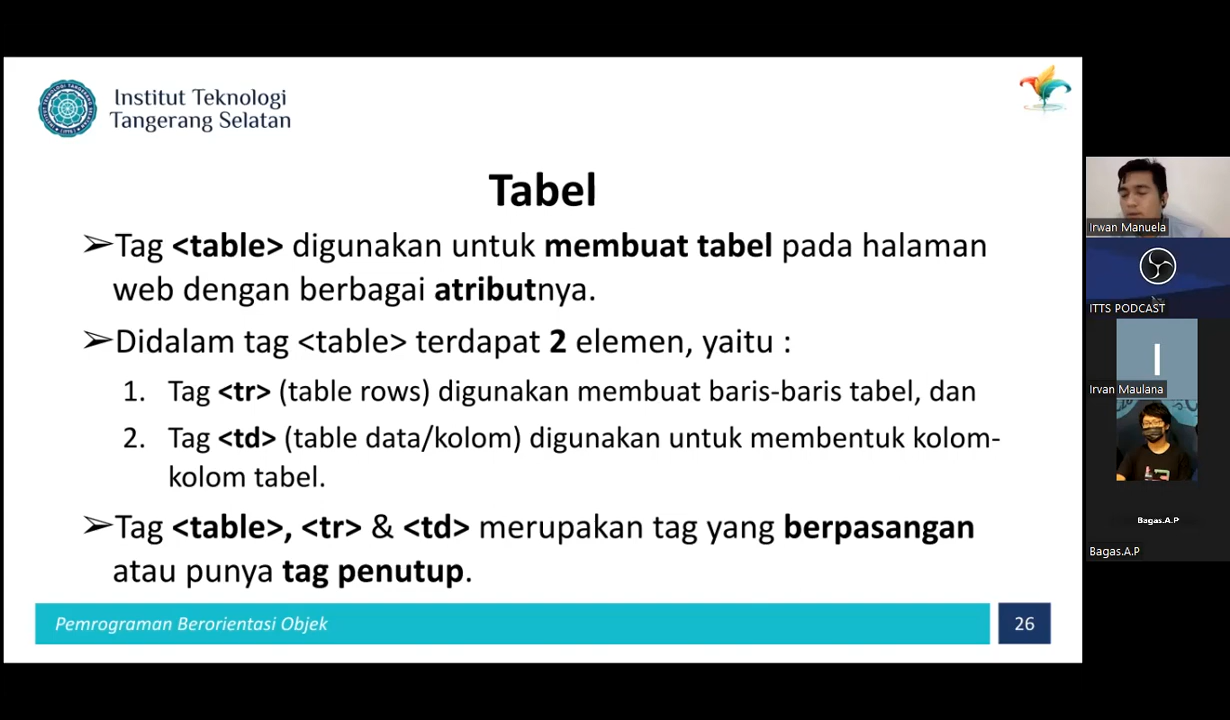 Institut Teknologi
Tangerang Selatan
Tabel
➢Tag <table> digunakan untuk membuat tabel pada halaman
web dengan berbagai atributnya.
➢Didalam tag <table> terdapat 2 elemen, yaitu :
1. Tag <tr> (table rows) digunakan membuat baris-baris tabel, dan
2. Tag <td> (table data/kolom) digunakan untuk membentuk kolom-
kolom tabel.
➢Tag <table>, <tr> & <td> merupakan tag yang berpasangan
atau punya tag penutup.
Pemrograman Berorientasi Objek
26
Irwan Manuela
ITTS PODCAST
I
Irvan Maulana
Bagas.A.P
Bagas.A.P